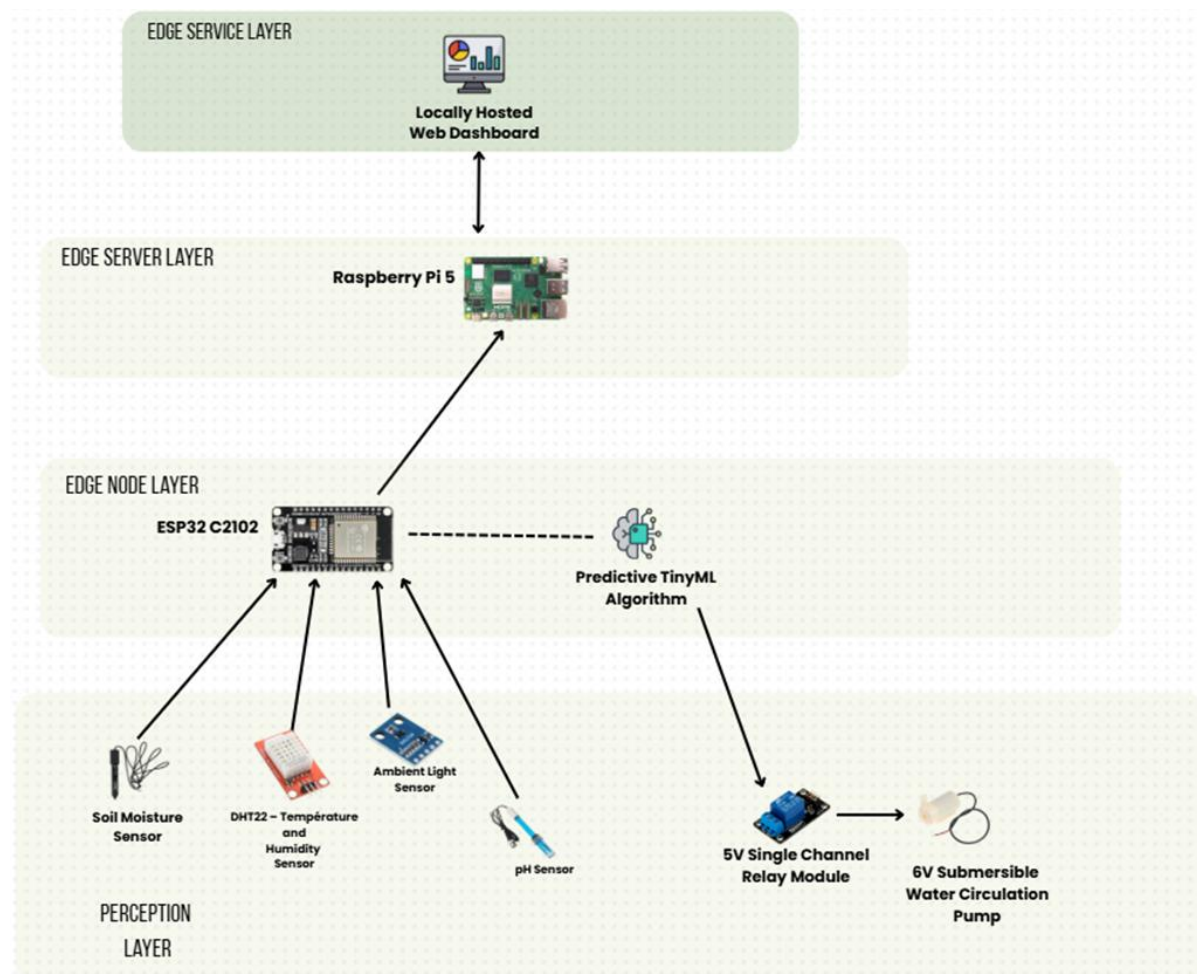 EDGE SERVICE LAYER
Locally Hosted
Web Dashboard
EDGE SERVER LAYER
Raspberry Pi 5
EDGE NODE LAYER
ESP32 C2102
Predictive TinyML
Algorithm
Soil Moisture
Sensor
DHT22 – Température
and
Humidity
Sensor
Ambient Light
Sensor
pH Sensor
5V Single Channel
Relay Module
6V Submersible
Water Circulation
Pump
PERCEPTION
LAYER